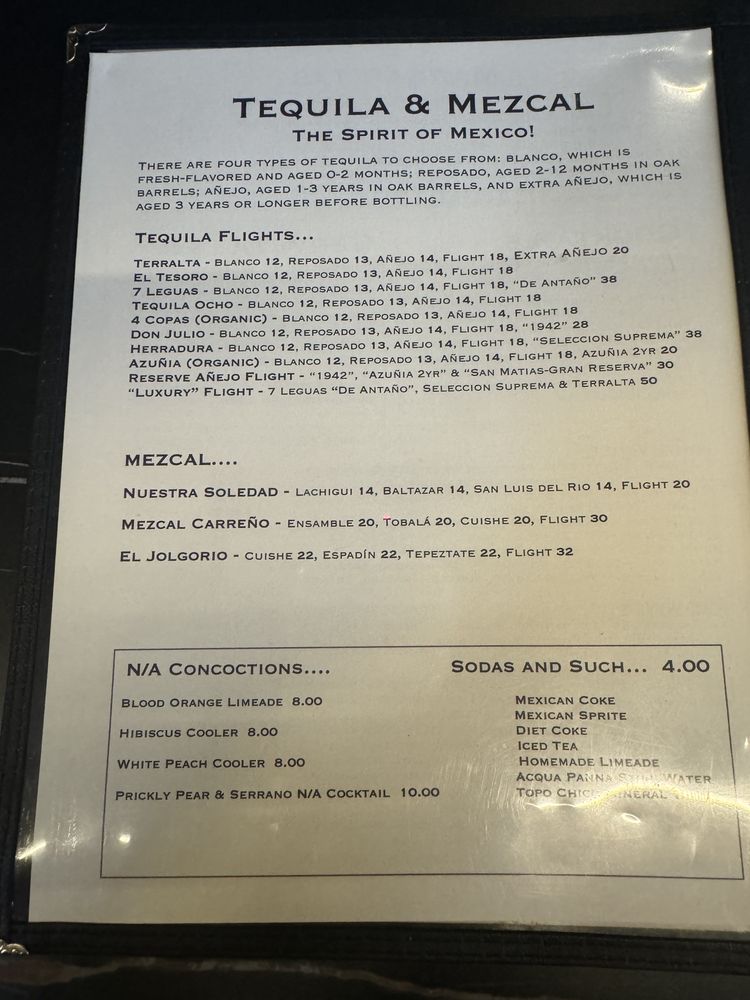 TEQUILA & MEZCAL
THE SPIRIT OF MEXICO!
THERE ARE FOUR TYPES OF TEQUILA TO CHOOSE FROM: BLANCO, WHICH IS
FRESH-FLAVORED AND AGED 0-2 MONTHS; REPOSADO, AGED 2-12 MONTHS IN OAK
BARRELS; AÑEJO, AGED 1-3 YEARS IN OAK BARRELS, AND EXTRA AÑEJO, WHICH IS
AGED 3 YEARS OR LONGER BEFORE BOTTLING.
TEQUILA FLIGHTS...
TERRALTA - BLANCO 12, REPOSADO 13, AÑEJO 14, FLIGHT 18, EXTRA AÑEJO 20
EL TESORO - BLANCO 12, REPOSADO 13, AÑEJO 14, FLIGHT 18
7 LEGUAS - BLANCO 12, REPOSADO 13, AÑEJO 14, FLIGHT 18, "DE ANTAÑO" 38
TEQUILA OCHO - BLANCO 12, REPOSADO 13, AÑEJO 14, FLIGHT 18
4 COPAS (ORGANIC) - BLANCO 12, REPOSADO 13, AÑEJO 14, FLIGHT 18
DON JULIO - BLANCO 12, REPOSADO 13, AÑEJO 14, FLIGHT 18, "1942" 28
HERRADURA - BLANCO 12, REPOSADO 13, AÑEJO 14, FLIGHT 18, "SELECCION SUPREMA" 38
AZUÑIA (ORGANIC) - BLANCO 12, REPOSADO 13, AÑEJO 14, FLIGHT 18, AZUÑIA 2YR 20
RESERVE AÑEJO FLIGHT - "1942", "AZUÑIA 2YR" & "SAN MATIAS-GRAN RESERVA" 30
"LUXURY" FLIGHT - 7 LEGUAS "DE ANTAÑO", SELECCION SUPREMA & TERRALTA 50
MEZCAL....
NUESTRA SOLEDAD - LACHIGUI 14, BALTAZAR 14, SAN LUIS DEL RIO 14, FLIGHT 20
MEZCAL CARREÑO - ENSAMBLE 20, TOBALÁ 20, CUISHE 20, FLIGHT 30
EL JOLGORIO - CUISHE 22, ESPADÍN 22, TEPEZTATE 22, FLIGHT 32
N/A CONCOCTIONS....
BLOOD ORANGE LIMEADE 8.00
HIBISCUS COOLER 8.00
WHITE PEACH COOLER 8.00
PRICKLY PEAR & SERRANO N/A COCKTAIL 10.00
SODAS AND SUCH... 4.00
MEXICAN COKE
MEXICAN SPRITE
DIET COKE
ICED TEA
HOMEMADE LIMEADE
ACQUA PANNA STILL WATER
TOPO CHICO MINERAL